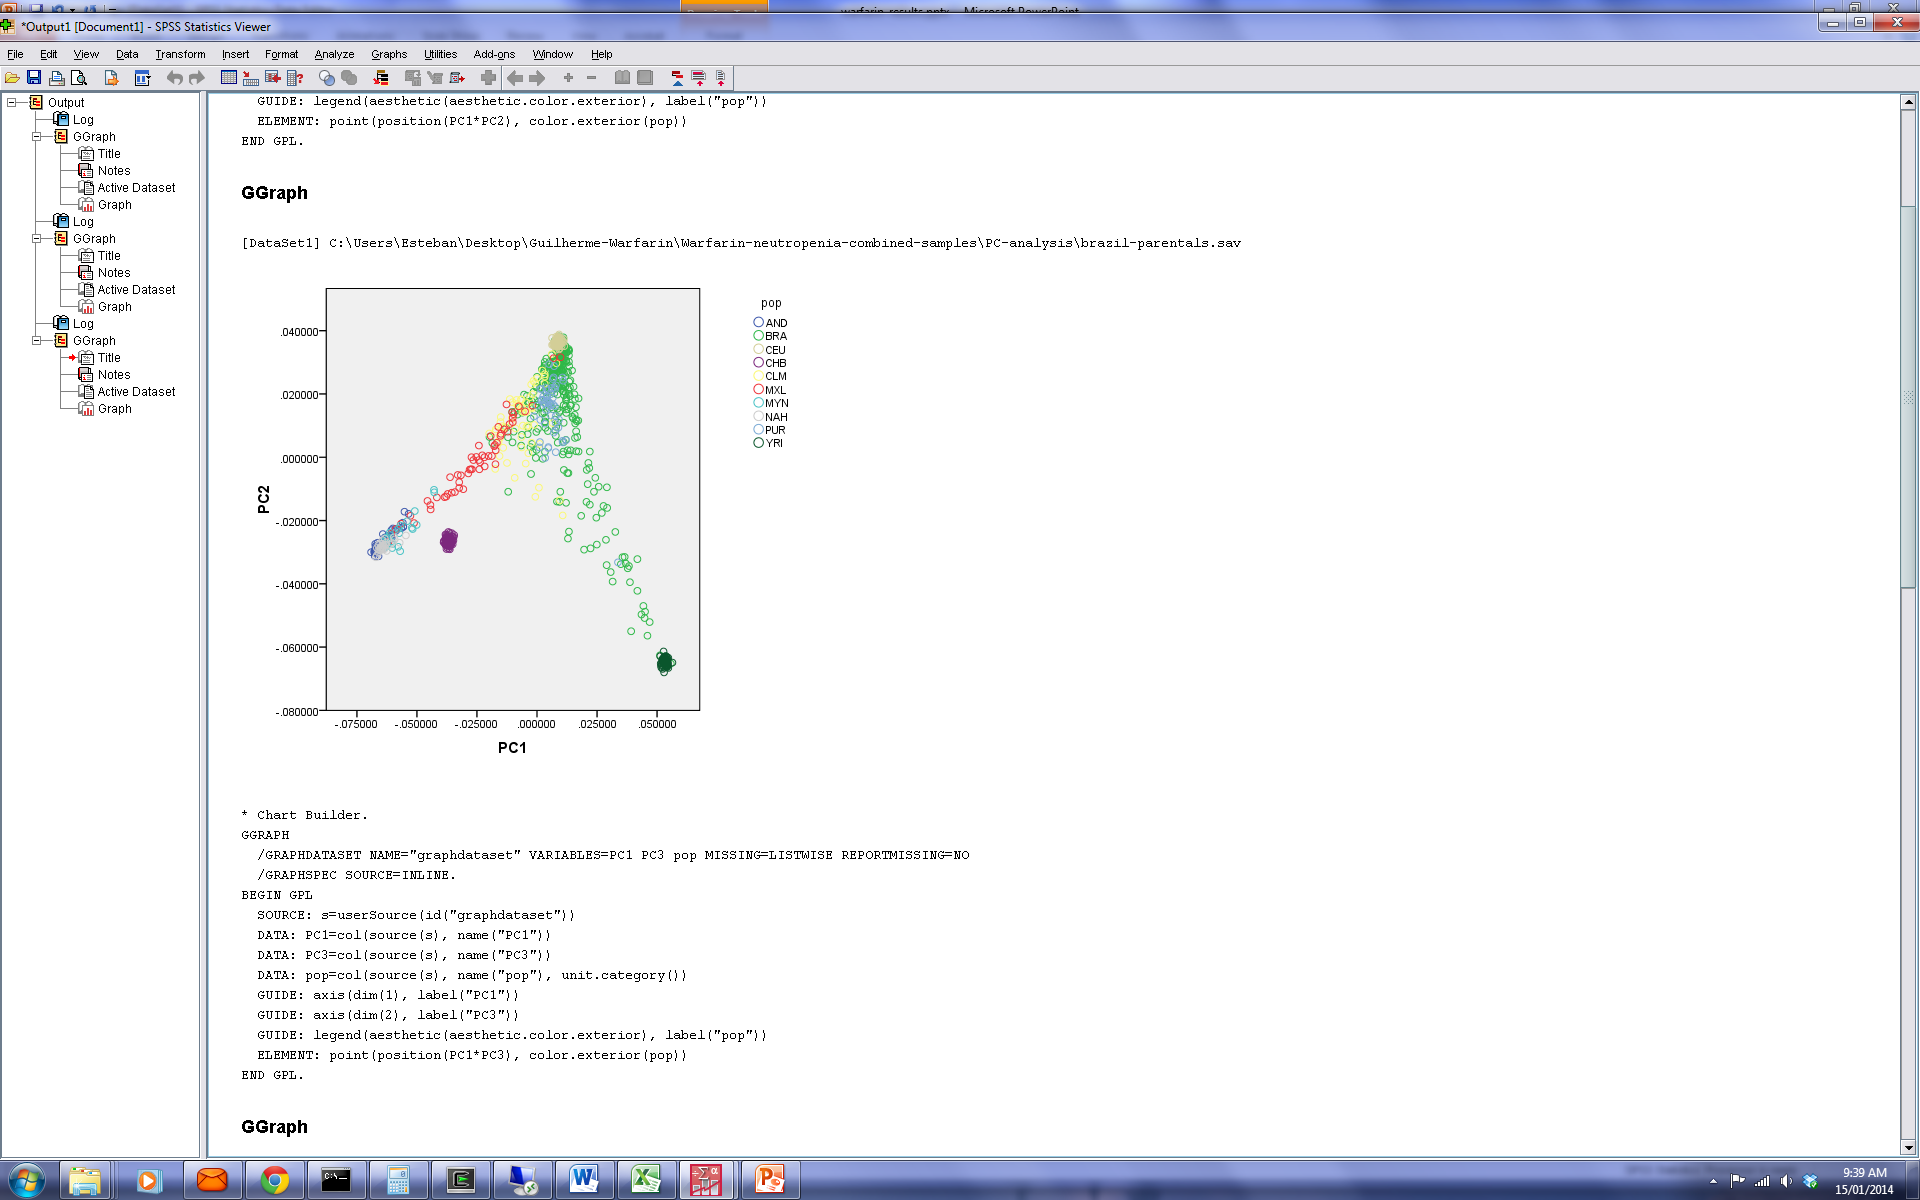 warfarin-results.pptx - Microsoft PowerPoint
*Output1 [Document1] - SPSS Statistics Viewer
File Edit View Data Transform Insert Format Analyze Graphs Utilities Add-ons Window Help
Output
Log
GGraph
Title
Notes
Active Dataset
Graph
Log
GGraph
Title
Notes
Active Dataset
Graph
Log
GGraph
Title
Notes
Active Dataset
Graph
GUIDE: legend(aesthetic(aesthetic.color.exterior), label("pop"))
ELEMENT: point(position(PC1*PC2), color.exterior(pop))
END GPL.
GGraph
[DataSet1] C:\Users\Esteban\Desktop\Guilherme-Warfarin\Warfarin-neutropenia-combined-samples\PC-analysis\brazil-parentals.sav
.040000
.020000
.000000
-.020000
-.040000
-.060000
-.080000
PC2
-.075000 -.050000 -.025000 .000000 .025000 .050000
PC1
pop
AND
BRA
CEU
CHB
CLM
MXL
MYN
NAH
PUR
YRI
* Chart Builder.
GGRAPH
/GRAPHDATASET NAME="graphdataset" VARIABLES=PC1 PC3 pop MISSING=LISTWISE REPORTMISSING=NO
/GRAPHSPEC SOURCE=INLINE.
BEGIN GPL
SOURCE: s=userSource(id("graphdataset"))
DATA: PC1=col(source(s), name("PC1"))
DATA: PC3=col(source(s), name("PC3"))
DATA: pop=col(source(s), name("pop"), unit.category())
GUIDE: axis(dim(1), label("PC1"))
GUIDE: axis(dim(2), label("PC3"))
GUIDE: legend(aesthetic(aesthetic.color.exterior), label("pop"))
ELEMENT: point(position(PC1*PC3), color.exterior(pop))
END GPL.
GGraph
9:39 AM
15/01/2014